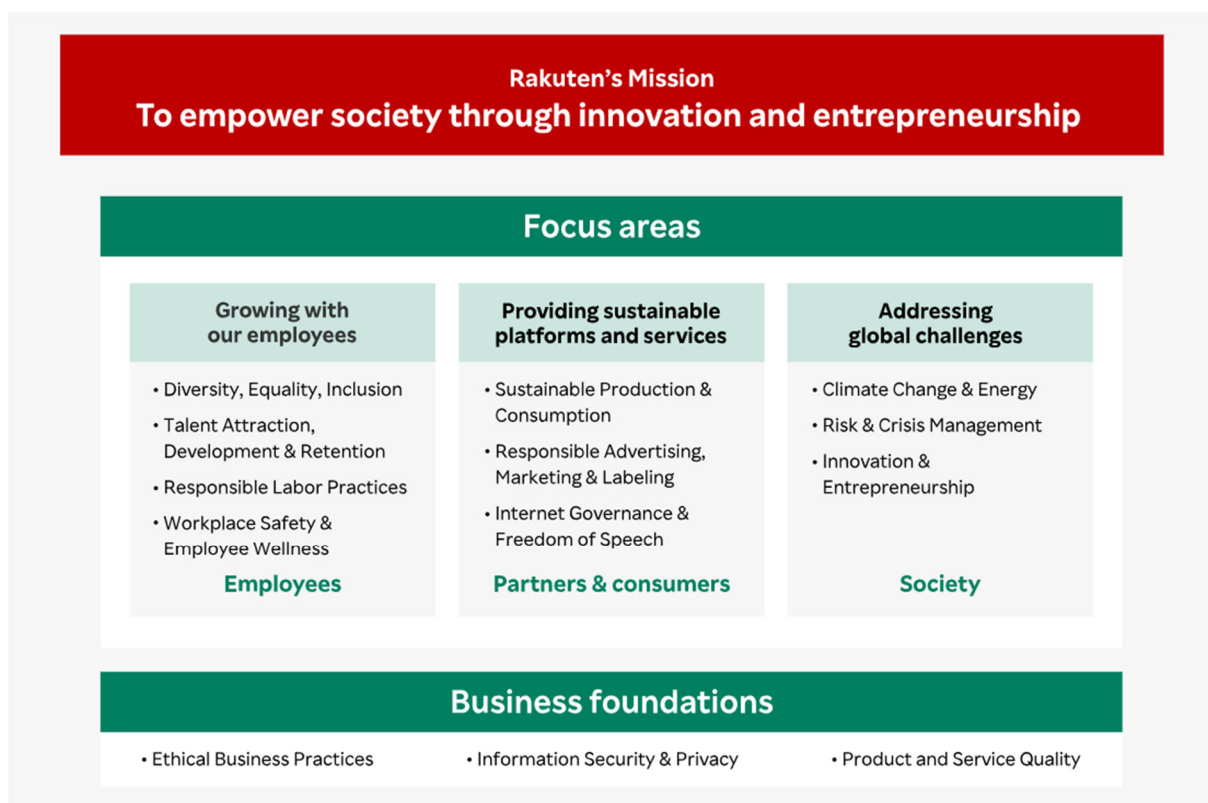 Rakuten’s Mission
To empower society through innovation and entrepreneurship
Focus areas
Growing with
our employees
• Diversity, Equality, Inclusion
• Talent Attraction,
Development & Retention
• Responsible Labor Practices
• Workplace Safety &
Employee Wellness
Employees
Providing sustainable
platforms and services
• Sustainable Production &
Consumption
• Responsible Advertising,
Marketing & Labeling
• Internet Governance &
Freedom of Speech
Partners & consumers
Addressing
global challenges
• Climate Change & Energy
• Risk & Crisis Management
• Innovation &
Entrepreneurship
Society
Business foundations
• Ethical Business Practices
• Information Security & Privacy
• Product and Service Quality